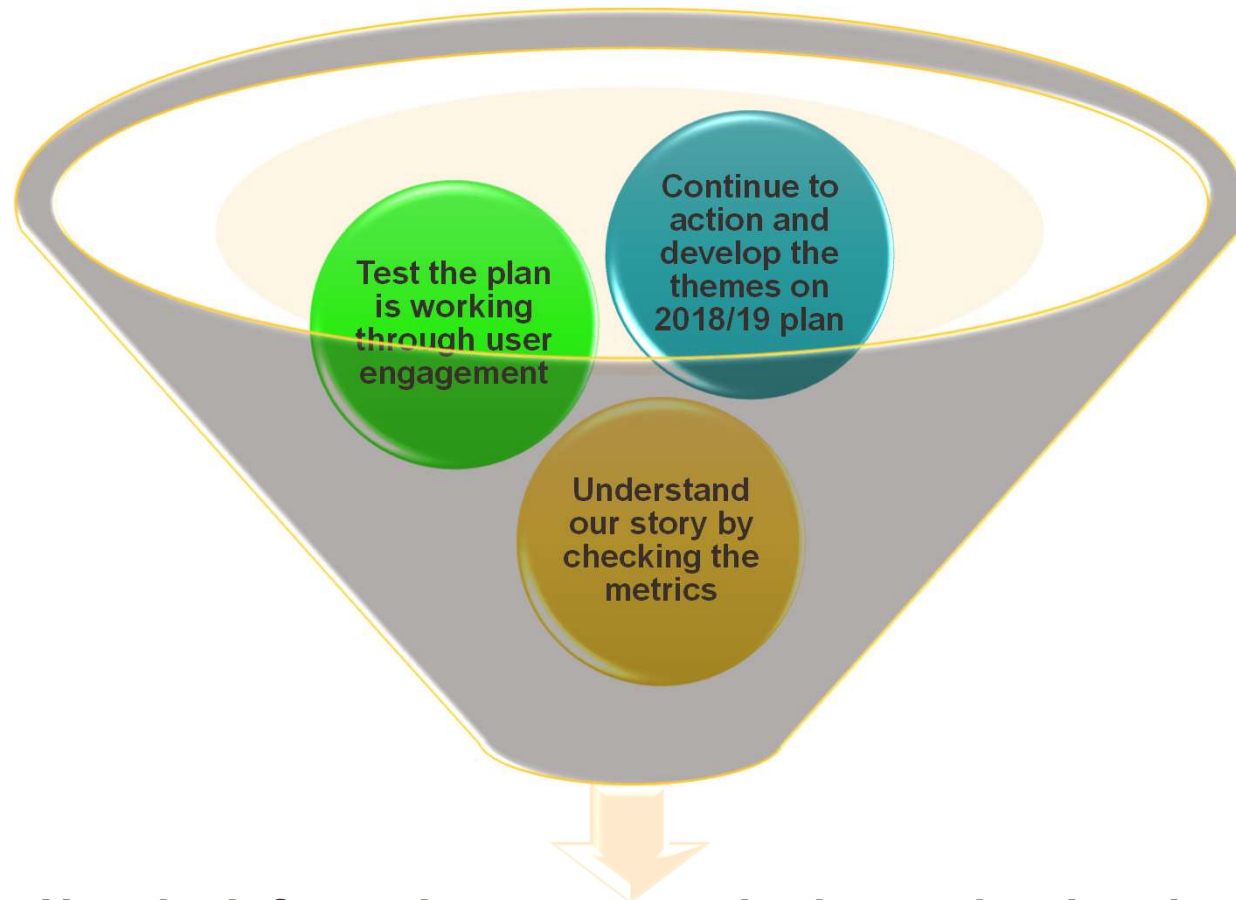 Continue to
action and
develop the
themes on
2018/19 plan
Test the plan
is working
through user
engagement
Understand
our story by
checking the
metrics